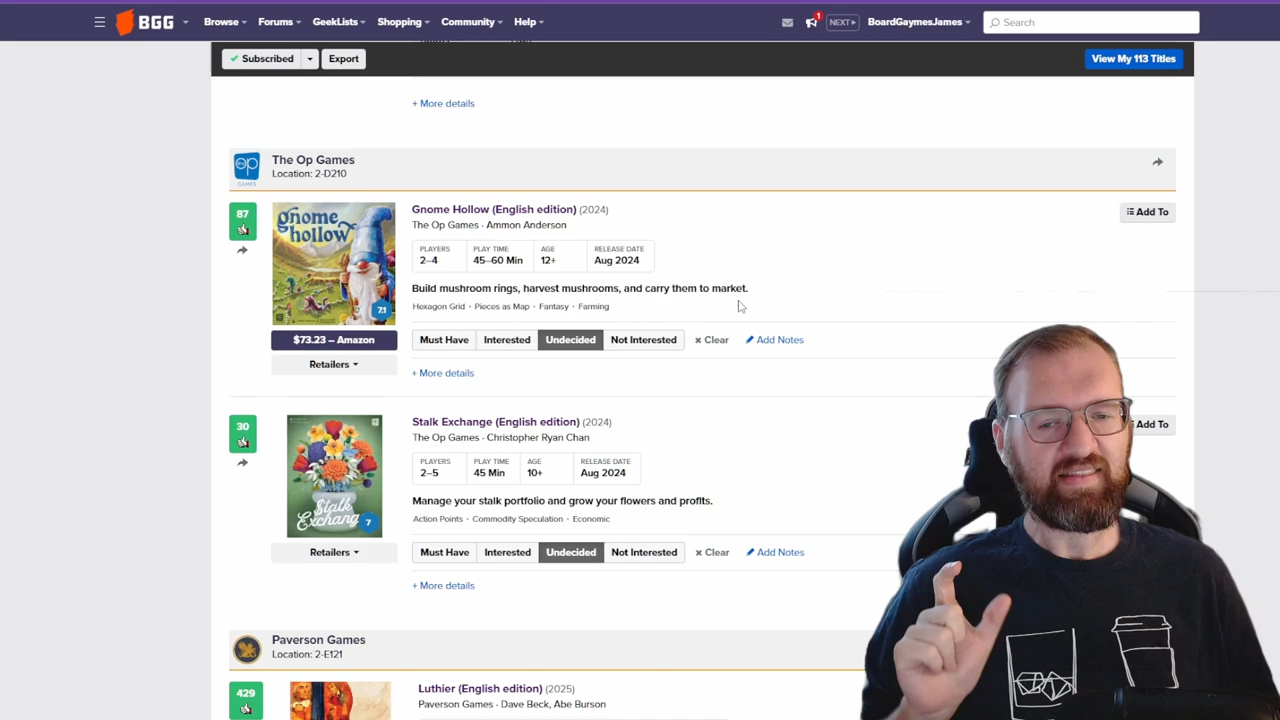 BGG Browse Forums GeekLists Shopping Community Help 1 NEXT BoardGaymesJames Search
Subscribed Export View My 113 Titles
+ More details
the op GAMES
The Op Games
Location: 2-D210
87
gnome hollow
7.1
Gnome Hollow (English edition) (2024)
Add To
The Op Games · Ammon Anderson
PLAYERS PLAY TIME AGE RELEASE DATE
2–4 45–60 Min 12+ Aug 2024
Build mushroom rings, harvest mushrooms, and carry them to market.
Hexagon Grid · Pieces as Map · Fantasy · Farming
$73.23 – Amazon
Must Have Interested Undecided Not Interested × Clear Add Notes
Retailers
+ More details
30
Stalk Exchange
7
Stalk Exchange (English edition) (2024)
Add To
The Op Games · Christopher Ryan Chan
PLAYERS PLAY TIME AGE RELEASE DATE
2–5 45 Min 10+ Aug 2024
Manage your stalk portfolio and grow your flowers and profits.
Action Points · Commodity Speculation · Economic
Retailers
Must Have Interested Undecided Not Interested × Clear Add Notes
+ More details
Paverson Games
Location: 2-E121
429
Luthier (English edition) (2025)
Paverson Games · Dave Beck, Abe Burson